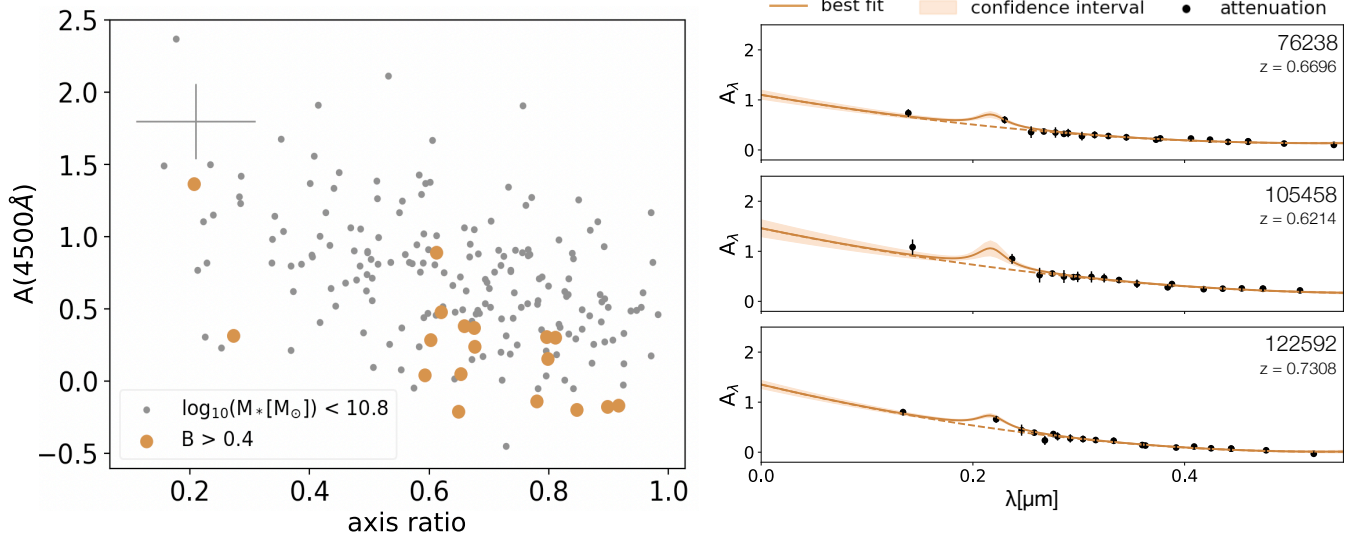 2.5
2.0
1.5
1.0
0.5
0.0
−0.5
A(4500Å)
log₁₀(M*[M⊙]) < 10.8
B > 0.4
0.2 0.4 0.6 0.8 1.0
axis ratio
best fit confidence interval attenuation
76238
z = 0.6696
2
1
0
Aλ
105458
z = 0.6214
2
1
0
Aλ
122592
z = 0.7308
2
1
0
Aλ
0.0 0.2 0.4
λ[μm]